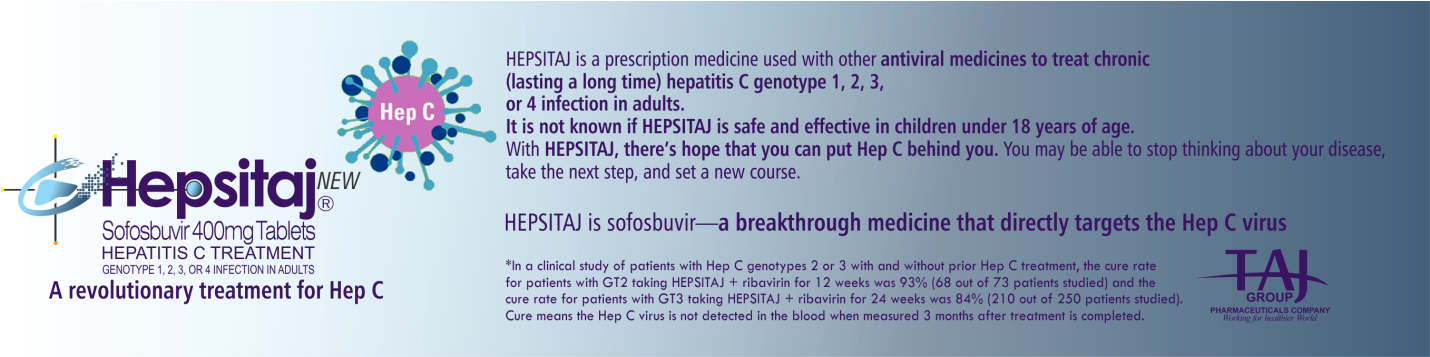 Hep C
Hepsitaj NEW
®
Sofosbuvir 400mg Tablets
HEPATITIS C TREATMENT
GENOTYPE 1, 2, 3, OR 4 INFECTION IN ADULTS
A revolutionary treatment for Hep C
HEPSITAJ is a prescription medicine used with other antiviral medicines to treat chronic
(lasting a long time) hepatitis C genotype 1, 2, 3,
or 4 infection in adults.
It is not known if HEPSITAJ is safe and effective in children under 18 years of age.
With HEPSITAJ, there's hope that you can put Hep C behind you. You may be able to stop thinking about your disease,
take the next step, and set a new course.
HEPSITAJ is sofosbuvir—a breakthrough medicine that directly targets the Hep C virus
*In a clinical study of patients with Hep C genotypes 2 or 3 with and without prior Hep C treatment, the cure rate
for patients with GT2 taking HEPSITAJ + ribavirin for 12 weeks was 93% (68 out of 73 patients studied) and the
cure rate for patients with GT3 taking HEPSITAJ + ribavirin for 24 weeks was 84% (210 out of 250 patients studied).
Cure means the Hep C virus is not detected in the blood when measured 3 months after treatment is completed.
TAJ
GROUP
PHARMACEUTICALS COMPANY
Working for healthier World